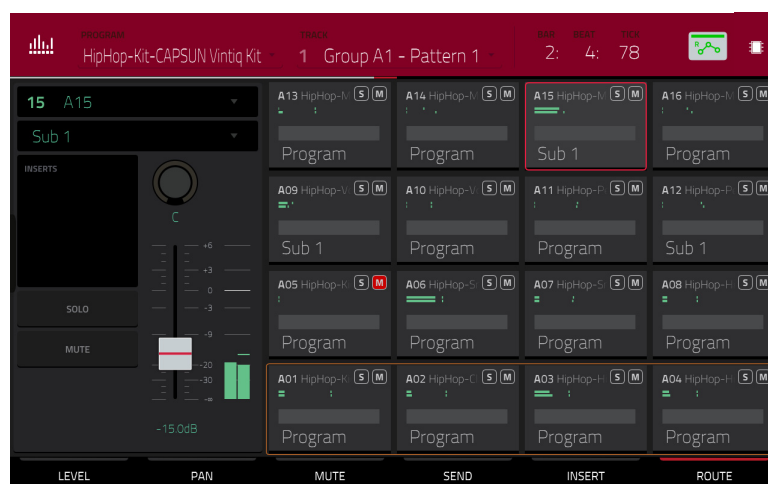 PROGRAM TRACK BAR BEAT TICK
HipHop-Kit-CAPSUN Vintiq Kit 1 Group A1 - Pattern 1 2: 4: 78
R
15 A15
Sub 1
INSERTS
C
+6
+3
0
-3
-9
-20
-30
-∞
SOLO
MUTE
-15.0dB
A13 HipHop-M S M
Program
A14 HipHop-M S M
Program
A15 HipHop-M S M
Sub 1
A16 HipHop-M S M
Program
A09 HipHop-V S M
Sub 1
A10 HipHop-V S M
Program
A11 HipHop-P S M
Program
A12 HipHop-P S M
Sub 1
A05 HipHop-K S M
Program
A06 HipHop-S S M
Program
A07 HipHop-S S M
Program
A08 HipHop-H S M
Program
A01 HipHop-K S M
Program
A02 HipHop-C S M
Program
A03 HipHop-H S M
Program
A04 HipHop-H S M
Program
LEVEL PAN MUTE SEND INSERT ROUTE